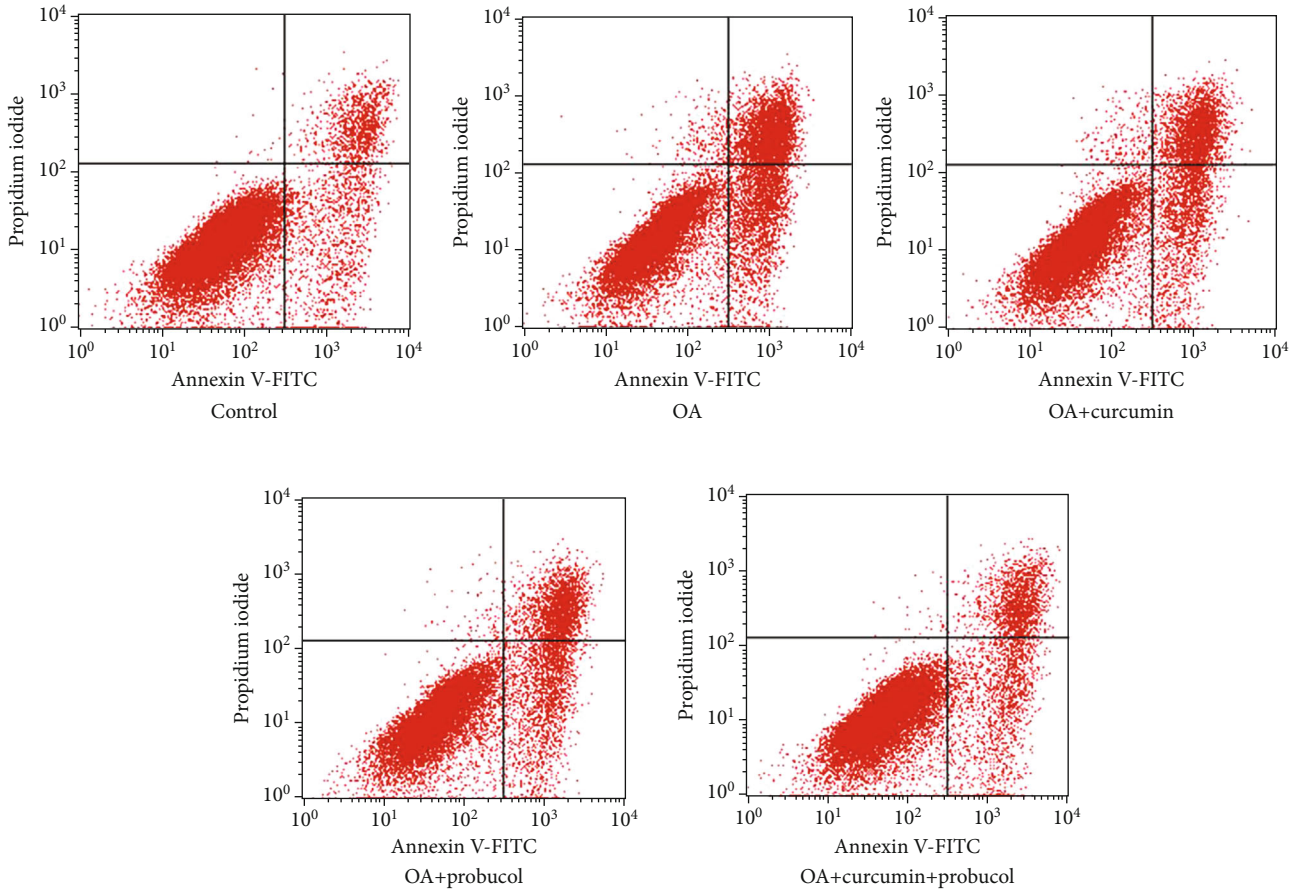 10⁴
10³
10²
10¹
10⁰
Propidium iodide
10⁰ 10¹ 10² 10³ 10⁴
Annexin V-FITC
Control
10⁴
10³
10²
10¹
10⁰
Propidium iodide
10⁰ 10¹ 10² 10³ 10⁴
Annexin V-FITC
OA
10⁴
10³
10²
10¹
10⁰
Propidium iodide
10⁰ 10¹ 10² 10³ 10⁴
Annexin V-FITC
OA+curcumin
10⁴
10³
10²
10¹
10⁰
Propidium iodide
10⁰ 10¹ 10² 10³ 10⁴
Annexin V-FITC
OA+probucol
10⁴
10³
10²
10¹
10⁰
Propidium iodide
10⁰ 10¹ 10² 10³ 10⁴
Annexin V-FITC
OA+curcumin+probucol